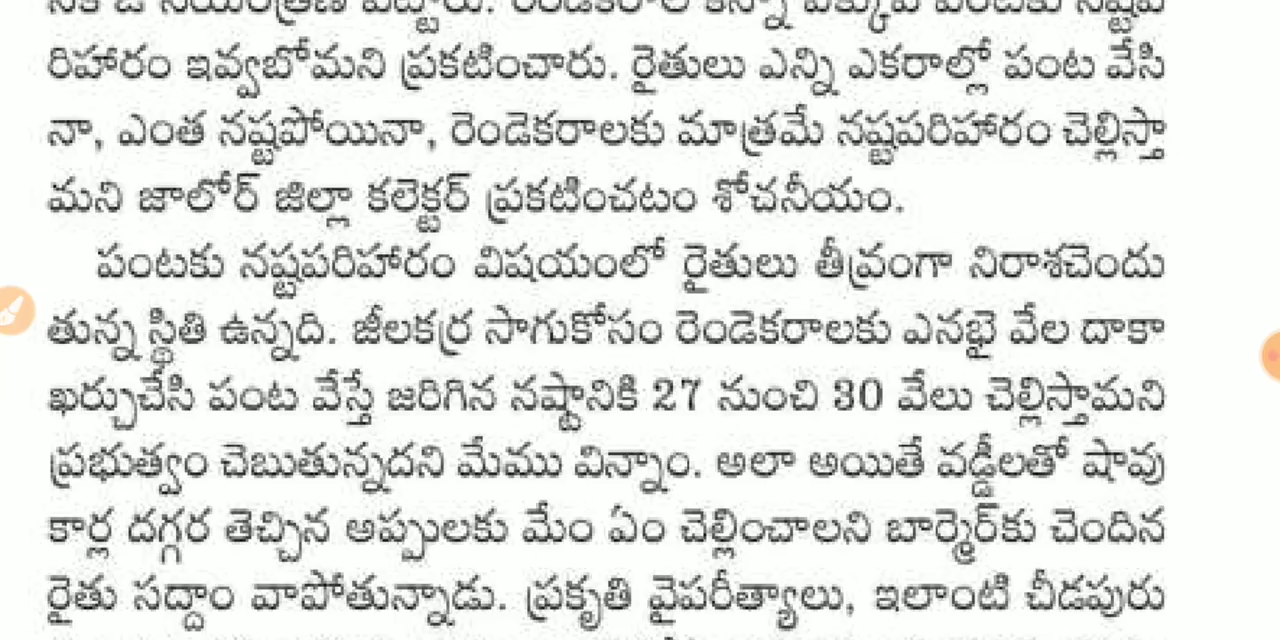 రిహారం ఇవ్వబోమని ప్రకటించారు. రైతులు ఎన్ని ఎకరాల్లో పంట వేసి
నా, ఎంత నష్టపోయినా, రెండెకరాలకు మాత్రమే నష్టపరిహారం చెల్లిస్తా
మని జాలోర్ జిల్లా కలెక్టర్ ప్రకటించటం శోచనీయం.
పంటకు నష్టపరిహారం విషయంలో రైతులు తీవ్రంగా నిరాశచెందు
తున్న స్థితి ఉన్నది. జీలకర్ర సాగుకోసం రెండెకరాలకు ఎనభై వేల దాకా
ఖర్చుచేసి పంట వేస్తే జరిగిన నష్టానికి 27 నుంచి 30 వేలు చెల్లిస్తామని
ప్రభుత్వం చెబుతున్నదని మేము విన్నాం. అలా అయితే వడ్డీలతో షావు
కార్ల దగ్గర తెచ్చిన అప్పులకు మేం ఏం చెల్లించాలని బార్మెర్‌కు చెందిన
రైతు సద్దాం వాపోతున్నాడు. ప్రకృతి వైపరీత్యాలు, ఇలాంటి చీడపురు